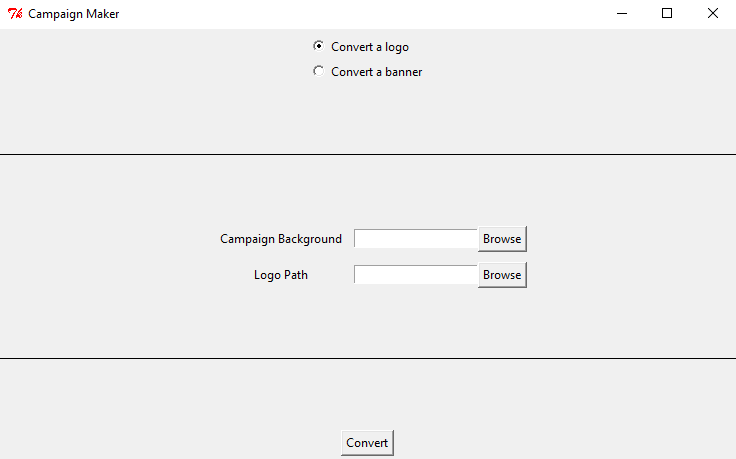 Campaign Maker
Convert a logo
Convert a banner
Campaign Background Browse
Logo Path Browse
Convert